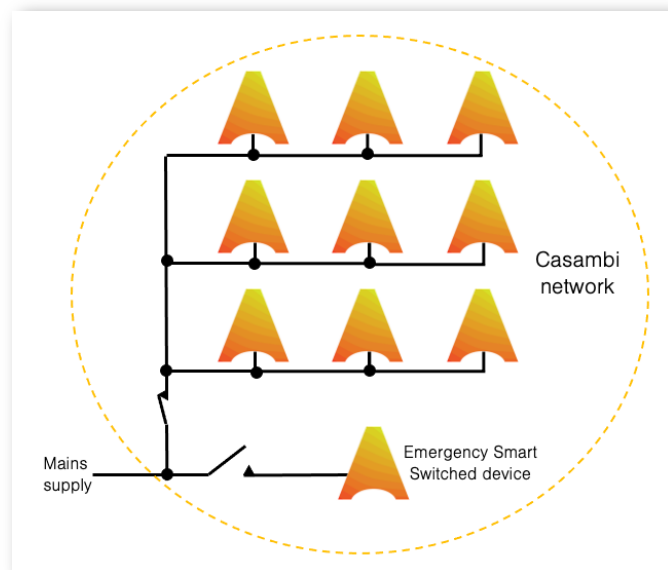 Casambi
network
Mains
supply
Emergency Smart
Switched device